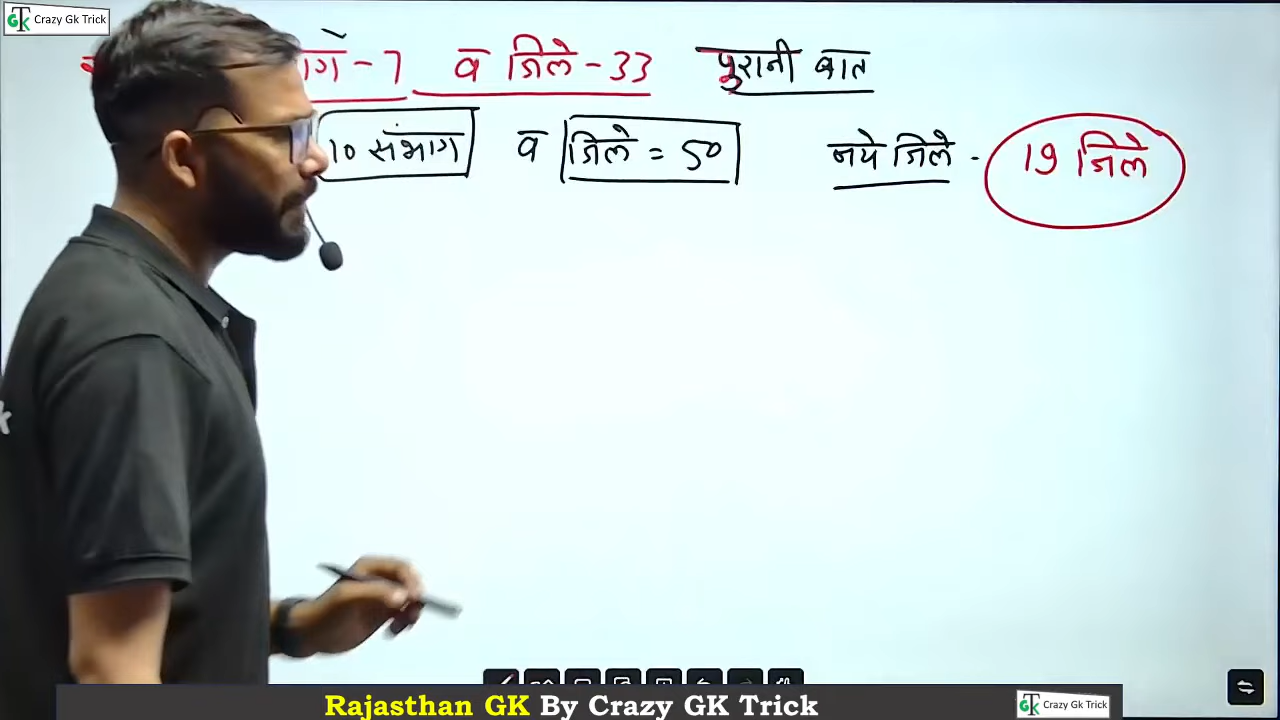 Crazy Gk Trick
7 व जिले - 33 पुरानी बात
10 संभाग व जिले = 50 नये जिले - 19 जिले
Rajasthan GK By Crazy GK Trick
Crazy GK Trick